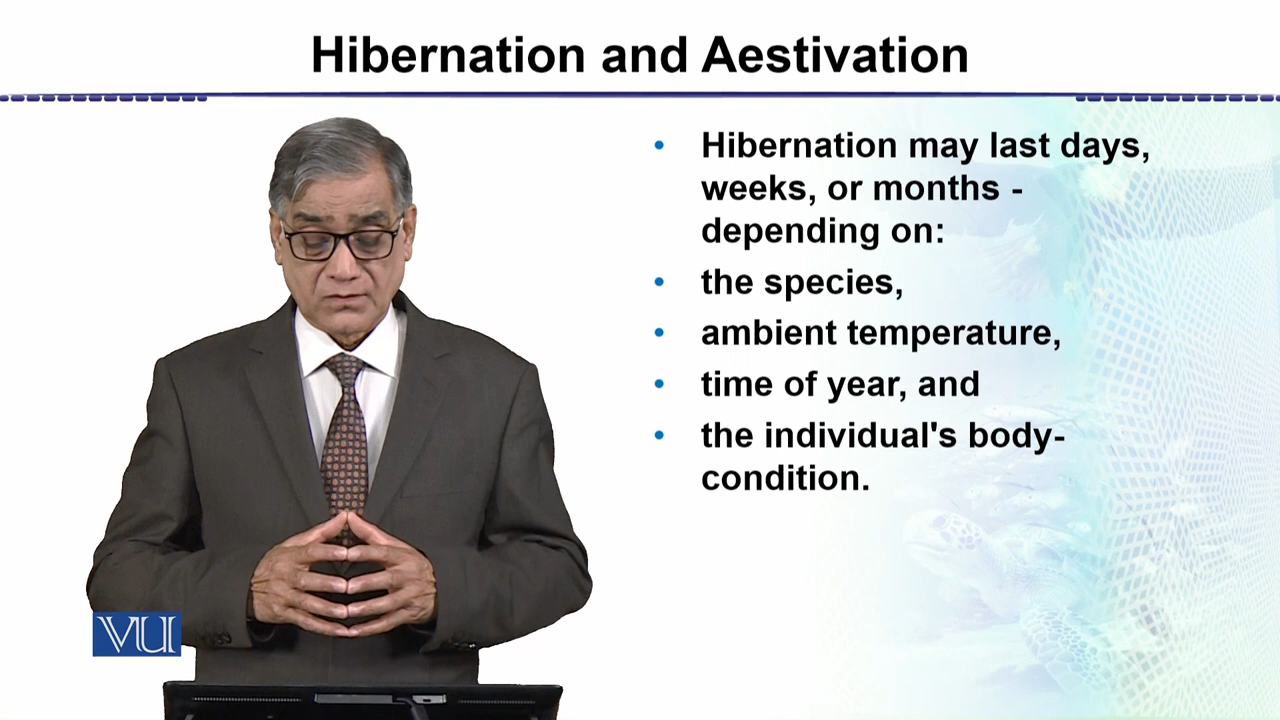 Hibernation and Aestivation
• Hibernation may last days,
weeks, or months -
depending on:
• the species,
• ambient temperature,
• time of year, and
• the individual's body-
condition.
VU